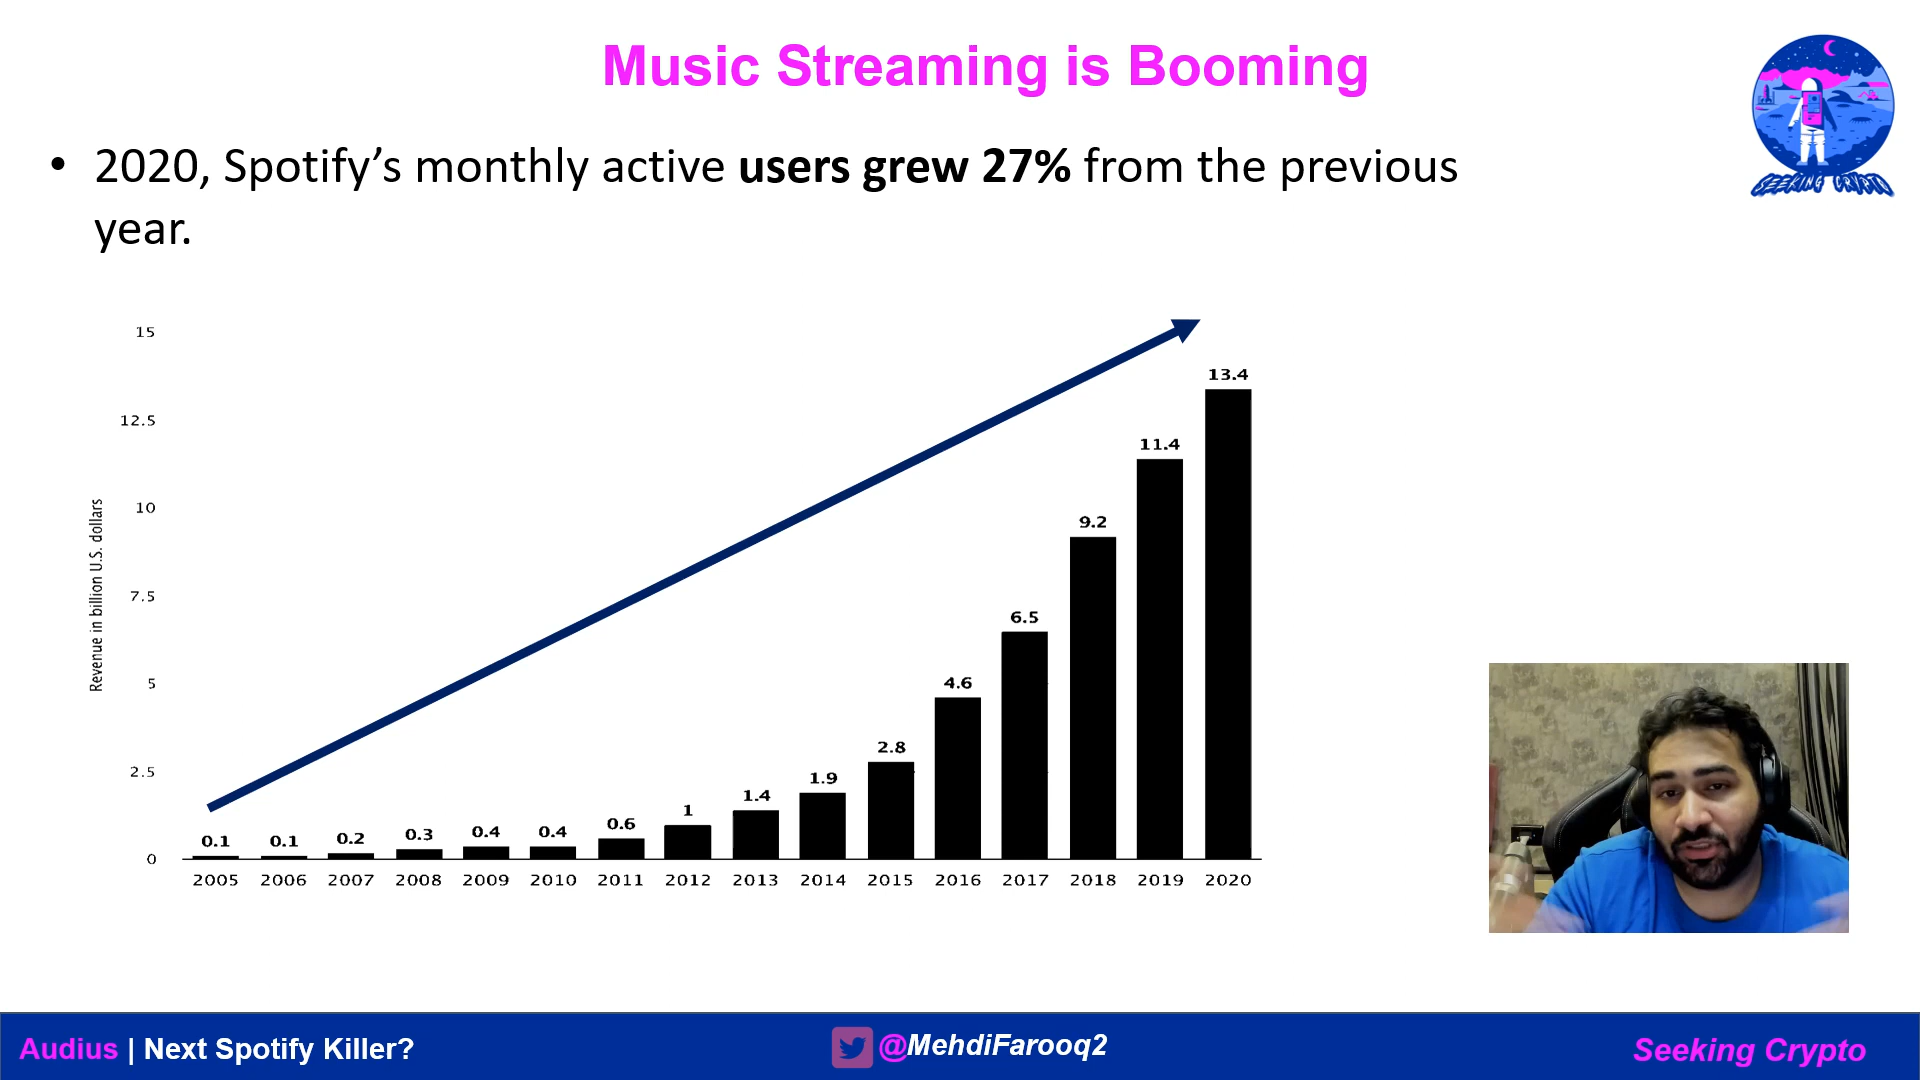 Music Streaming is Booming
SEEKING CRYPTO
• 2020, Spotify’s monthly active users grew 27% from the previous
year.
Revenue in billion U.S. dollars
15
12.5
10
7.5
5
2.5
0
0.1 0.1 0.2 0.3 0.4 0.4 0.6 1 1.4 1.9 2.8 4.6 6.5 9.2 11.4 13.4
2005 2006 2007 2008 2009 2010 2011 2012 2013 2014 2015 2016 2017 2018 2019 2020
Audius | Next Spotify Killer? @MehdiFarooq2 Seeking Crypto